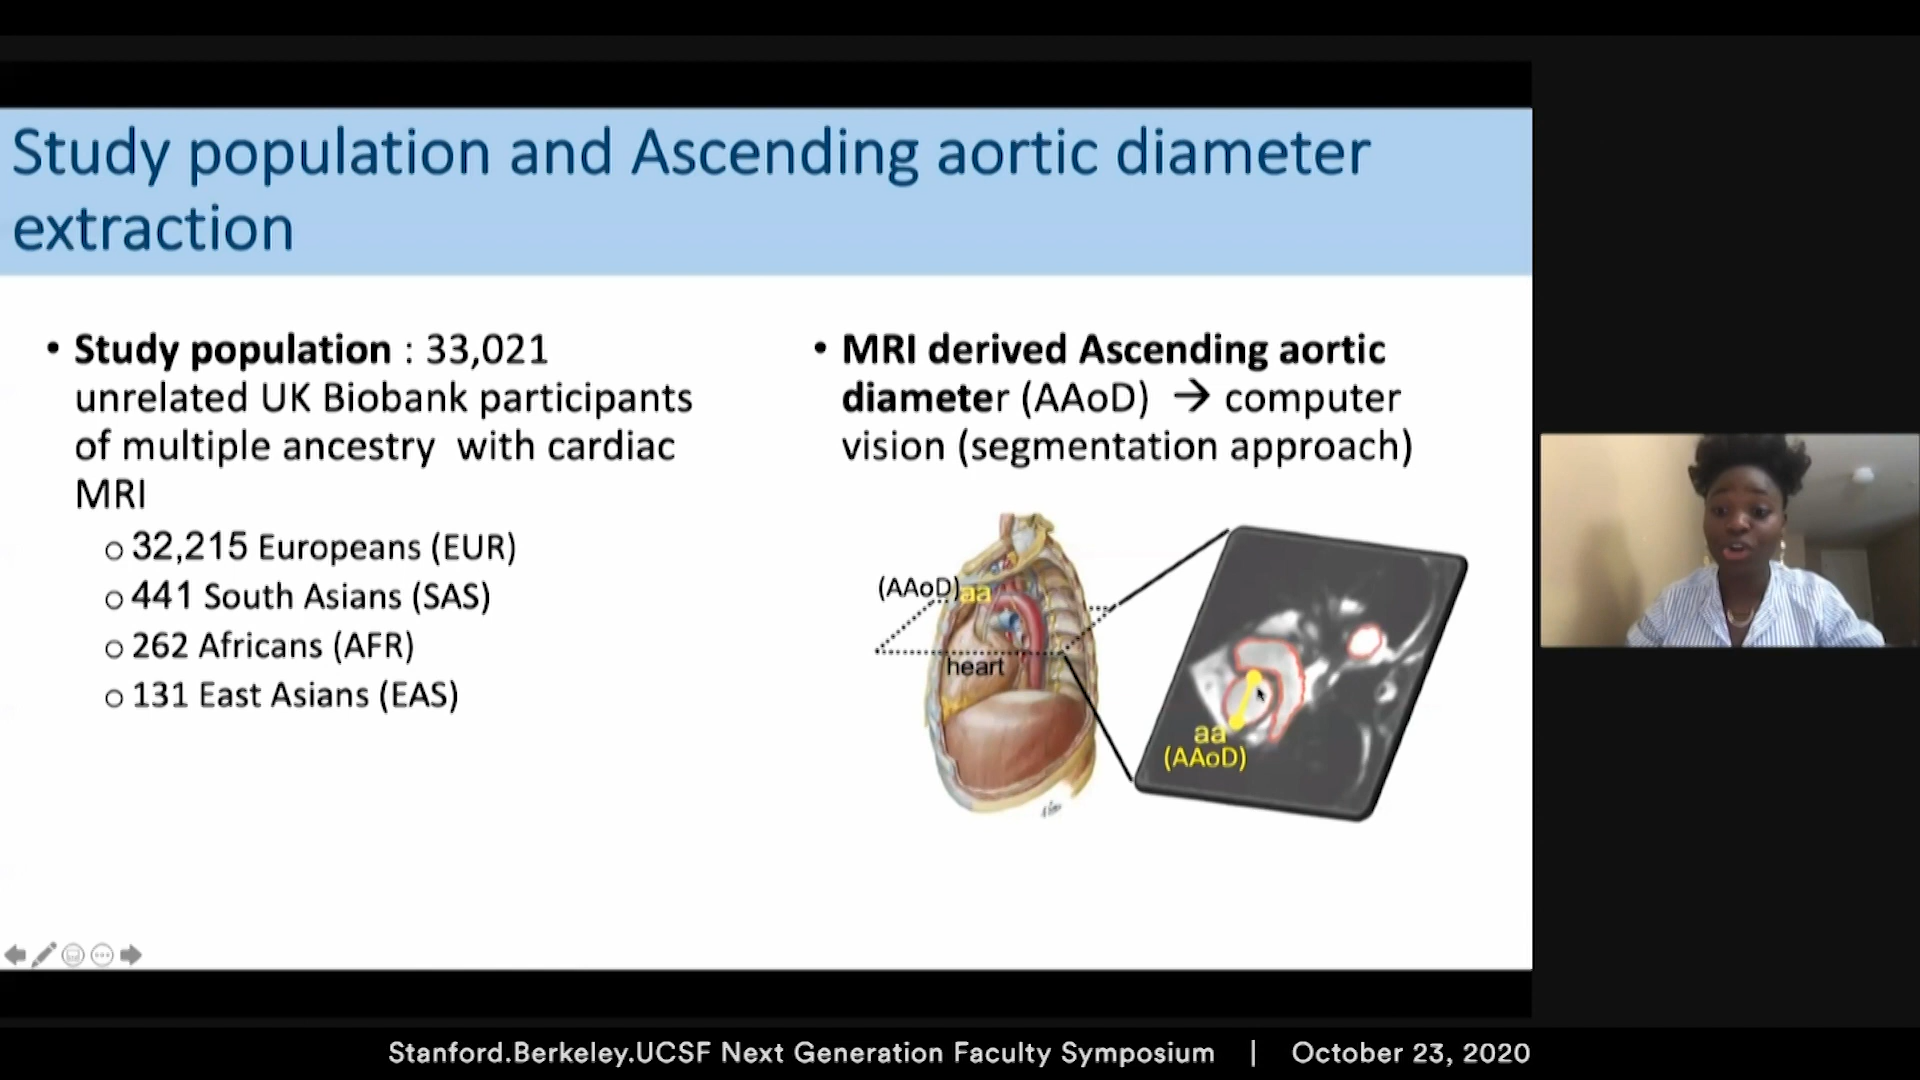 Study population and Ascending aortic diameter
extraction
• Study population : 33,021
unrelated UK Biobank participants
of multiple ancestry with cardiac
MRI
o 32,215 Europeans (EUR)
o 441 South Asians (SAS)
o 262 Africans (AFR)
o 131 East Asians (EAS)
• MRI derived Ascending aortic
diameter (AAoD) → computer
vision (segmentation approach)
(AAoD) aa
heart
aa
(AAoD)
Stanford.Berkeley.UCSF Next Generation Faculty Symposium | October 23, 2020